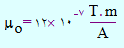 μ₀ = ۱۲ × ۱۰⁻⁷ T.m/A